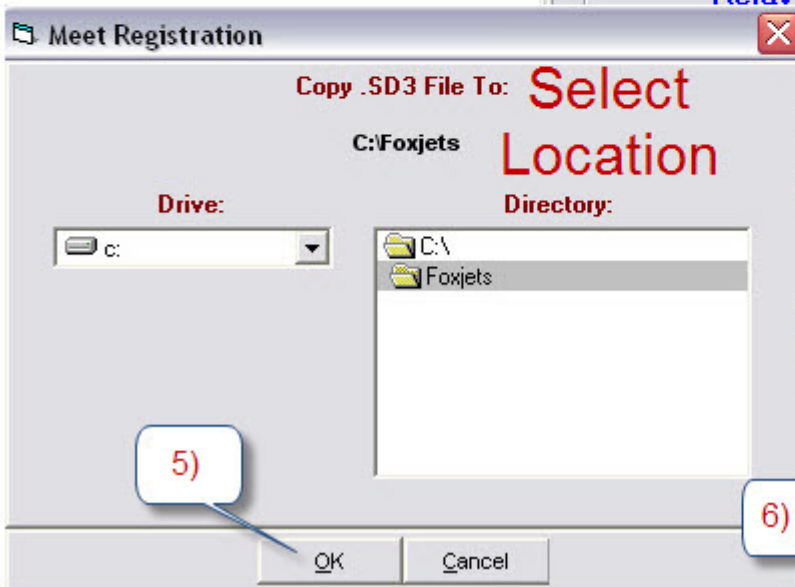 Meet Registration
Copy .SD3 File To: Select
C:\Foxjets Location
Drive: Directory:
c: C:\
Foxjets
5)
6)
OK Cancel